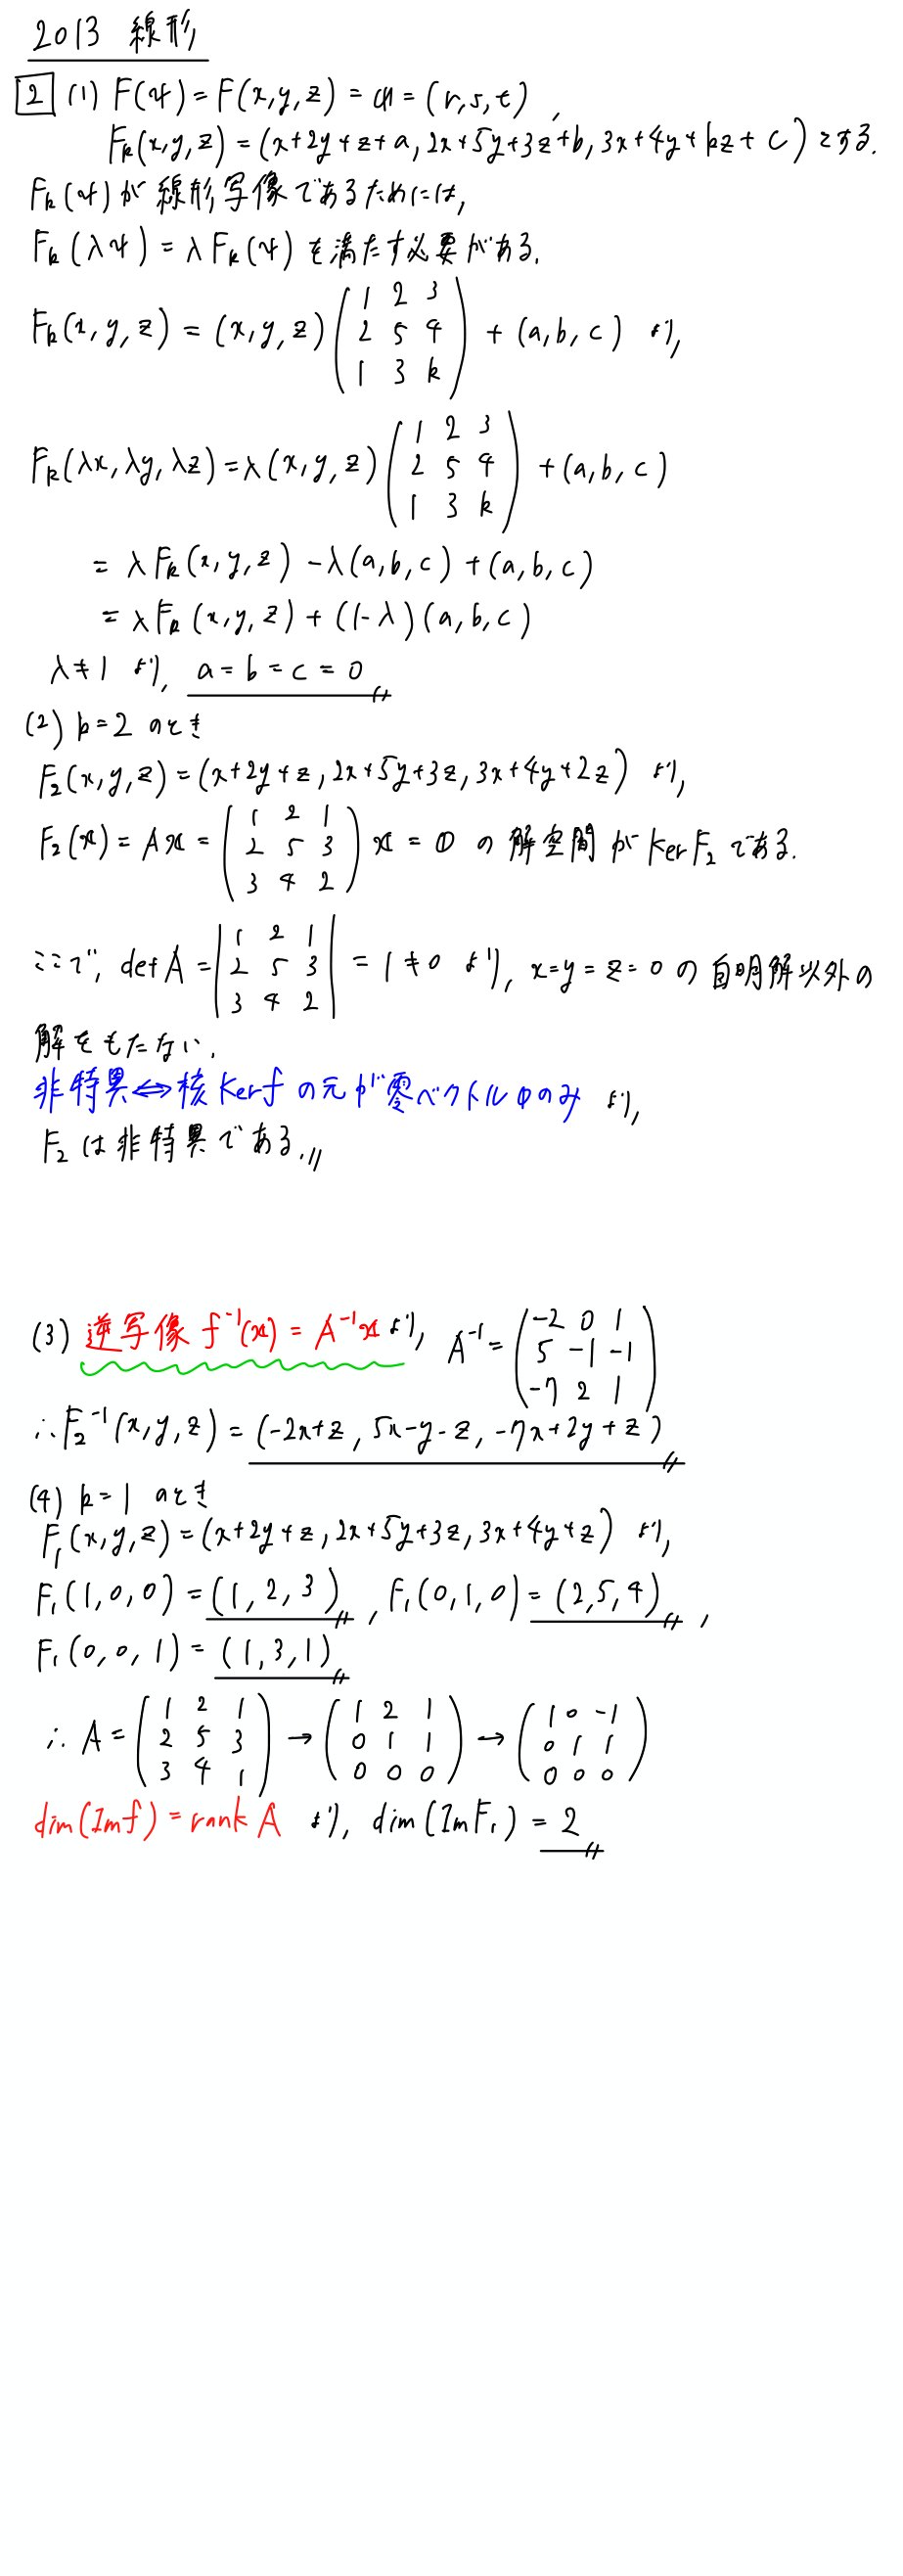 2013 線形
2 (1) F(𝕧) = F(x, y, z) = 𝕦 = (r, s, t),
F_k(x, y, z) = (x+2y+z+a, 2x+5y+3z+b, 3x+4y+kz+c) とする.
F_k(𝕧) が線形写像であるためには,
F_k(λ𝕧) = λF_k(𝕧) を満たす必要がある.
F_k(x, y, z) = (x, y, z) (1 2 3 / 2 5 4 / 1 3 k) + (a, b, c) より,
F_k(λx, λy, λz) = λ(x, y, z) (1 2 3 / 2 5 4 / 1 3 k) + (a, b, c)
= λF_k(x, y, z) - λ(a, b, c) + (a, b, c)
= λF_k(x, y, z) + (1-λ)(a, b, c)
λ≠1 より, a = b = c = 0
(2) k=2 のとき
F₂(x, y, z) = (x+2y+z, 2x+5y+3z, 3x+4y+2z) より,
F₂(𝕩) = A𝕩 = (1 2 1 / 2 5 3 / 3 4 2) 𝕩 = 𝟘 の解空間が Ker F₂ である.
ここで, det A = |1 2 1 / 2 5 3 / 3 4 2| = 1 ≠ 0 より, x=y=z=0 の自明解以外の
解をもたない.
非特異⇔核 Ker f の元が零ベクトル𝟘のみ より,
F₂ は非特異である.
(3) 逆写像 f⁻¹(𝕩) = A⁻¹𝕩 より, A⁻¹ = (-2 0 1 / 5 -1 -1 / -7 2 1)
∴ F₂⁻¹(x, y, z) = (-2x+z, 5x-y-z, -7x+2y+z)
(4) k=1 のとき
F₁(x, y, z) = (x+2y+z, 2x+5y+3z, 3x+4y+z) より,
F₁(1, 0, 0) = (1, 2, 3), F₁(0, 1, 0) = (2, 5, 4),
F₁(0, 0, 1) = (1, 3, 1)
∴ A = (1 2 1 / 2 5 3 / 3 4 1) → (1 2 1 / 0 1 1 / 0 0 0) → (1 0 -1 / 0 1 1 / 0 0 0)
dim(Im f) = rank A より, dim(Im F₁) = 2